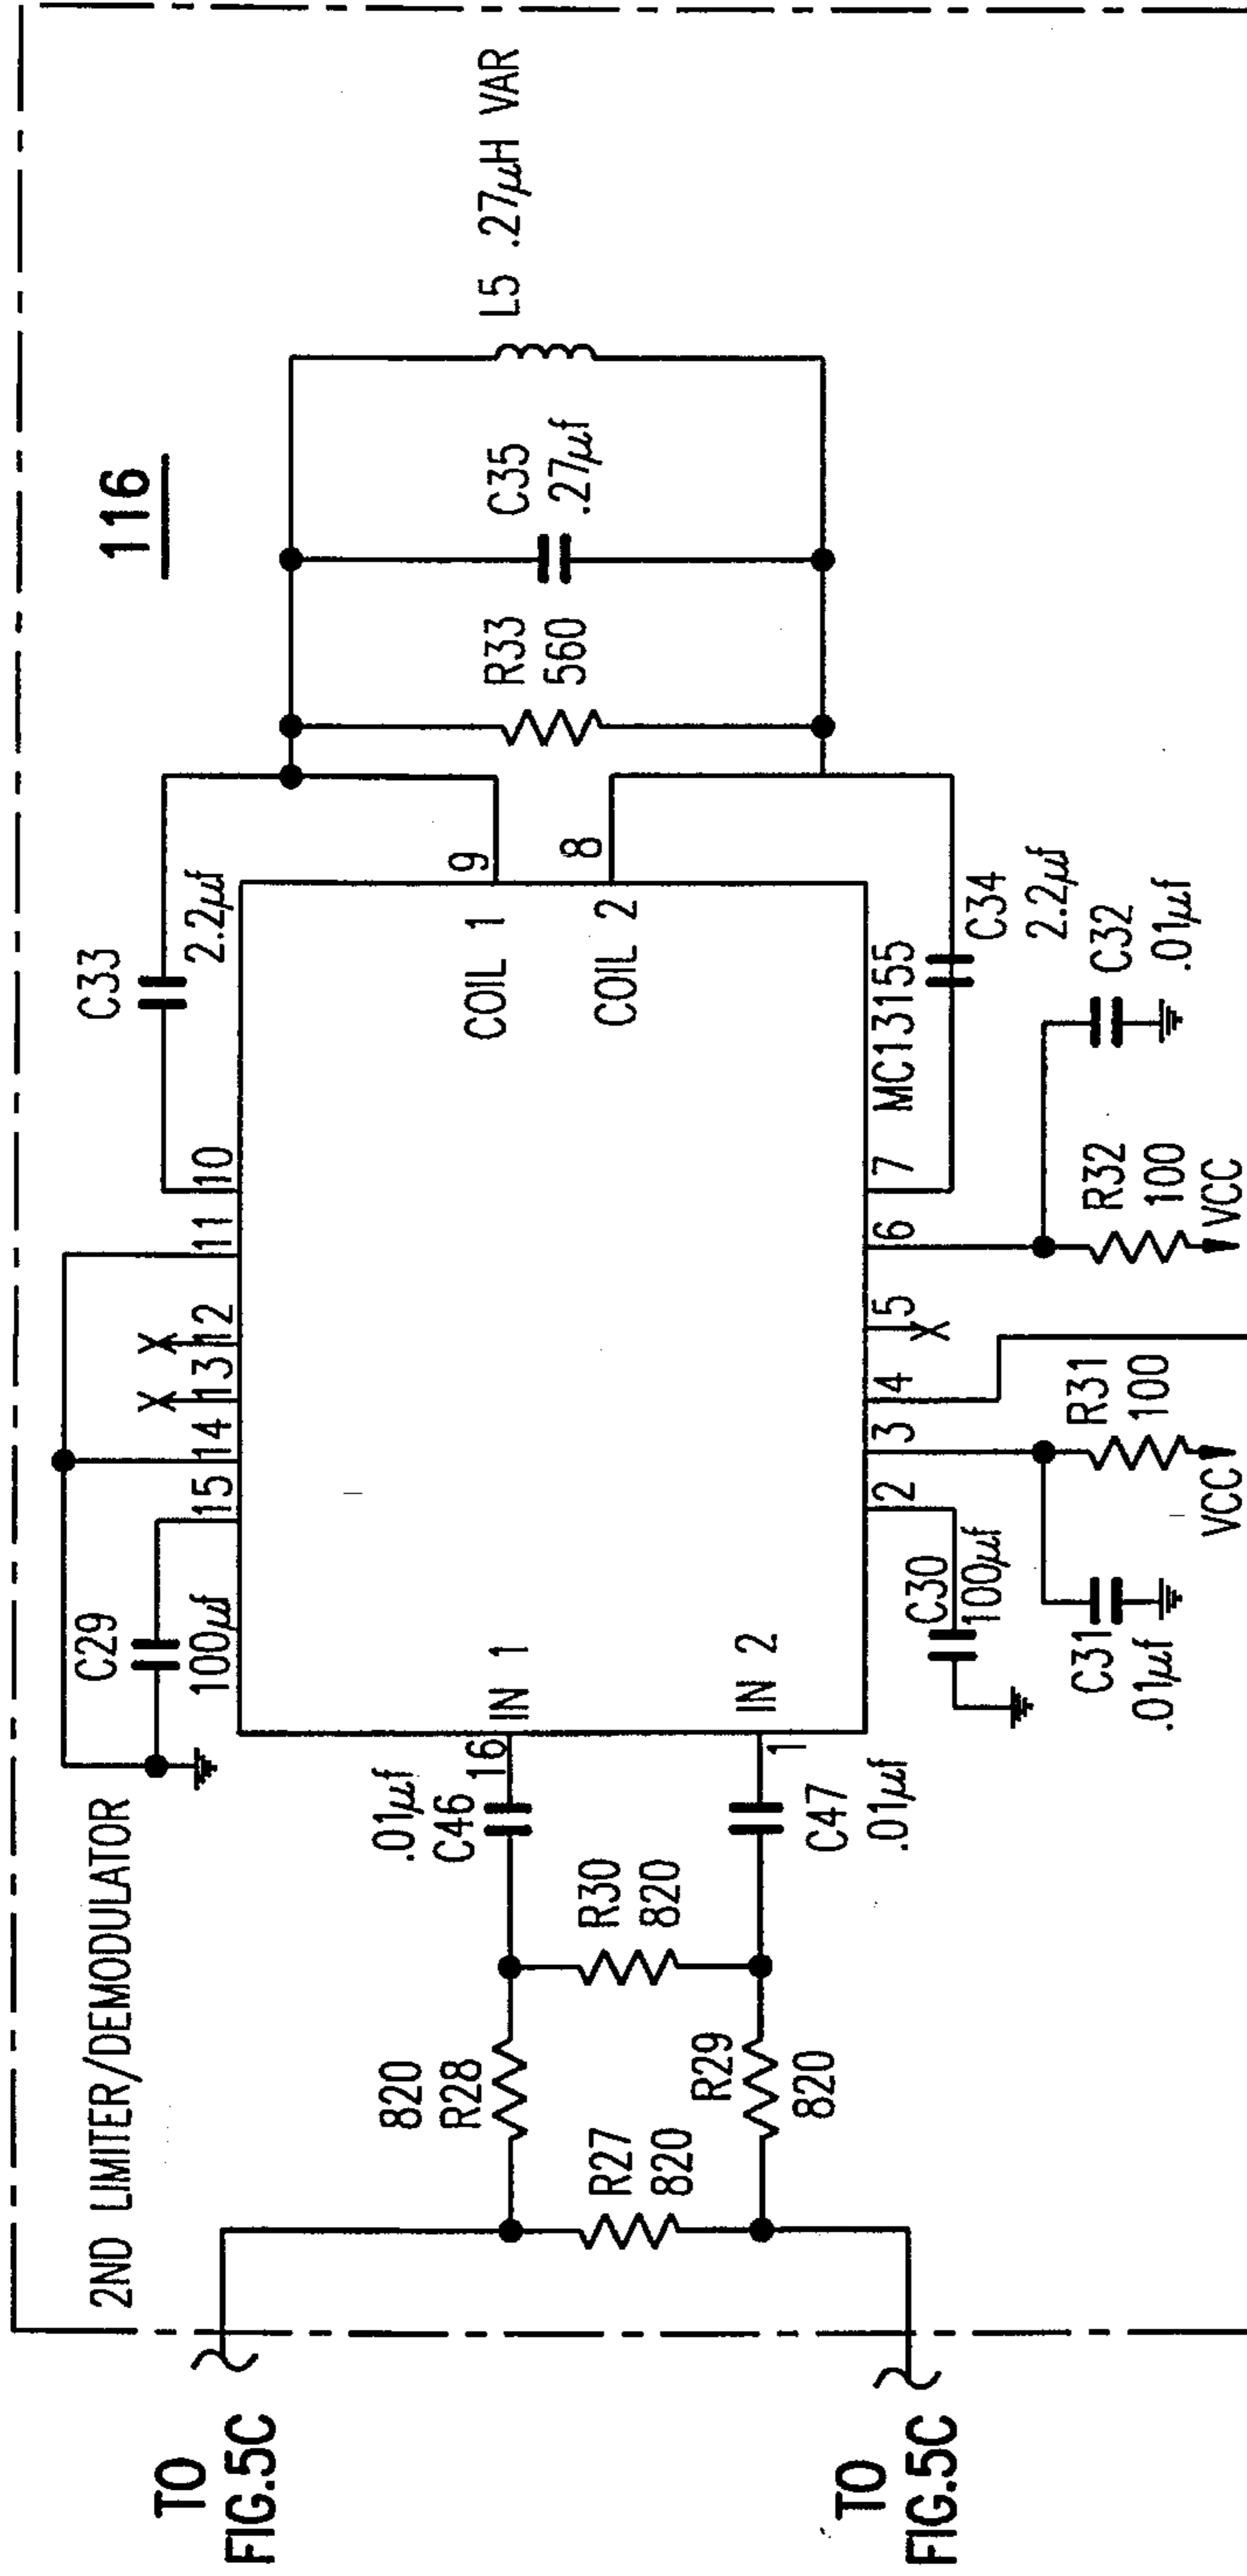 2ND LIMITER/DEMODULATOR
116
TO
FIG.5C
TO
FIG.5C
R27
820
820
R28
R29
820
R30
820
.01µf
C46
C47
.01µf
16
IN 1
1
IN 2
C29
100µf
15
14
13
X
12
X
11
10
C33
2.2µf
COIL 1
9
COIL 2
8
R33
560
C35
.27µf
L5 .27µH VAR
MC13155
2
3
4
5
X
6
7
C30
100µf
C31
.01µf
R31
100
VCC
R32
100
VCC
C34
2.2µf
C32
.01µf